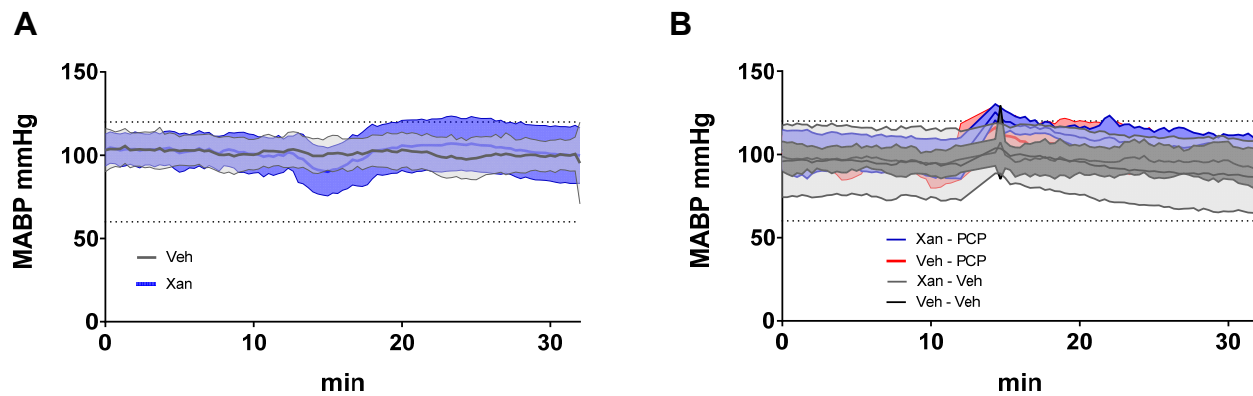 A
MABP mmHg
150
100
50
0
Veh
Xan
0 10 20 30
min
B
MABP mmHg
150
100
50
0
Xan - PCP
Veh - PCP
Xan - Veh
Veh - Veh
0 10 20 30
min